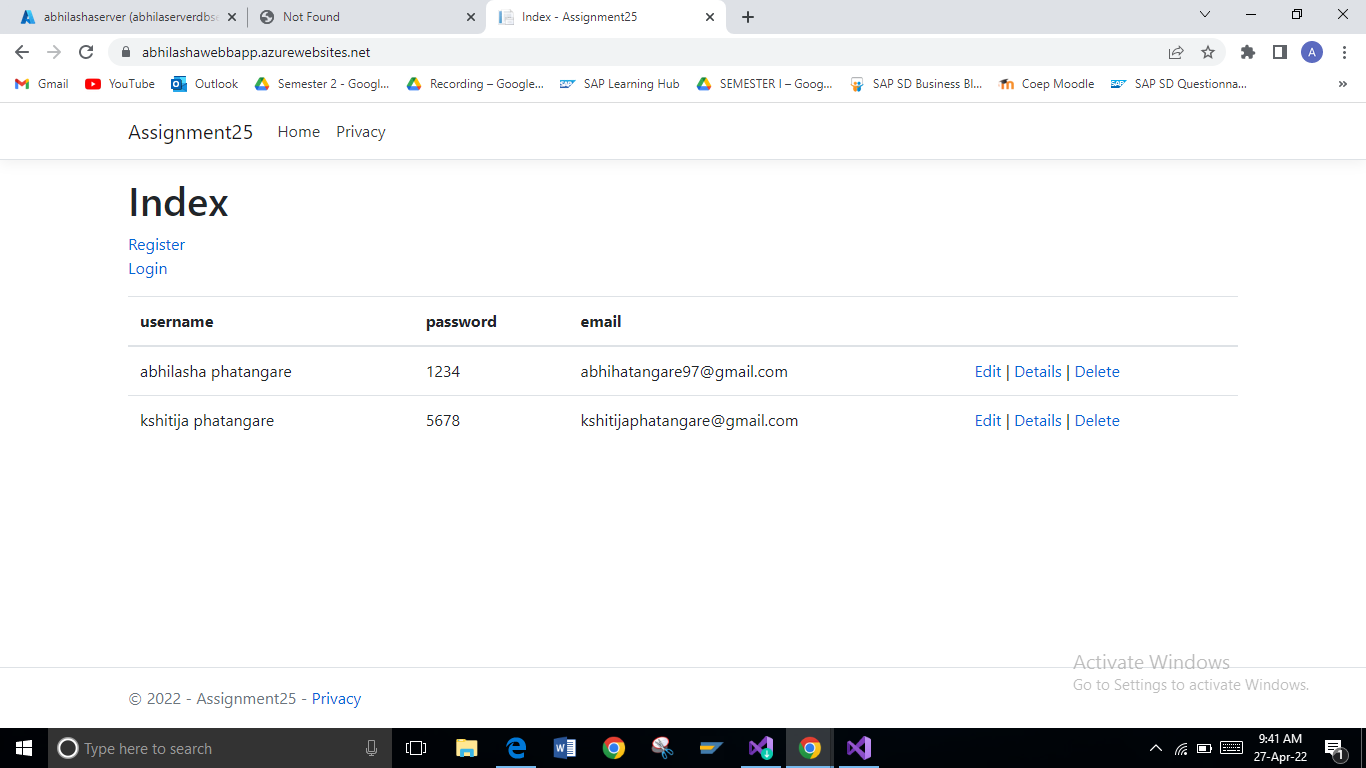 abhilashaserver (abhilaserverdbse
Not Found
Index - Assignment25
abhilashawebbapp.azurewebsites.net
A
Gmail YouTube Outlook Semester 2 - Googl... Recording – Google... SAP Learning Hub SEMESTER I – Goog... SAP SD Business Bl... Coep Moodle SAP SD Questionna... »
Assignment25 Home Privacy
Index
Register
Login
username password email
abhilasha phatangare 1234 abhihatangare97@gmail.com Edit | Details | Delete
kshitija phatangare 5678 kshitijaphatangare@gmail.com Edit | Details | Delete
Activate Windows
Go to Settings to activate Windows.
© 2022 - Assignment25 - Privacy
Type here to search
9:41 AM
27-Apr-22
1